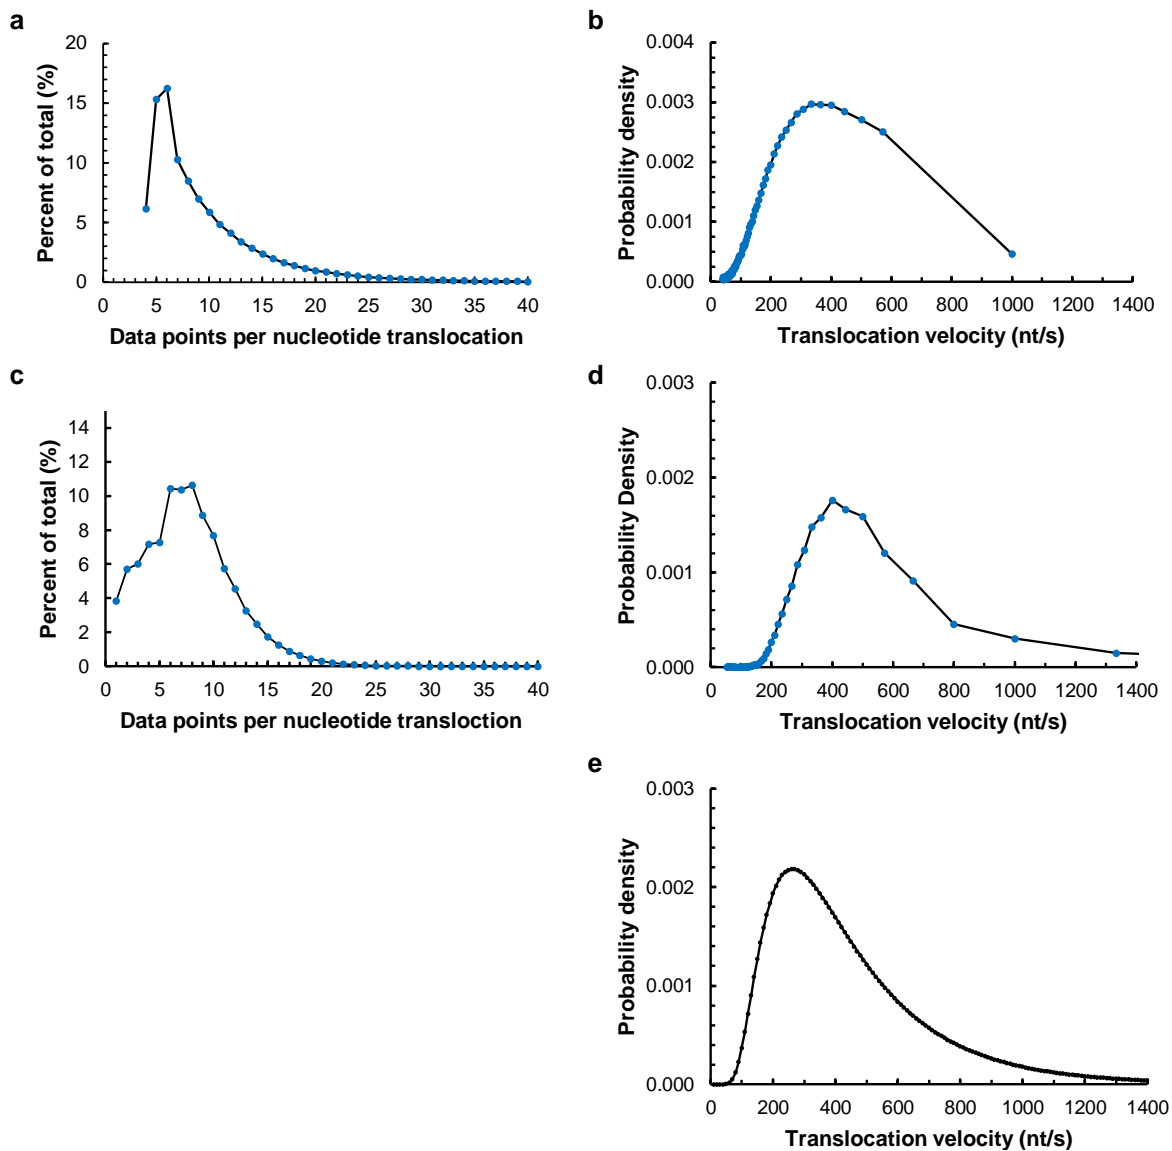 a
20
15
10
5
0
Percent of total (%)
0 5 10 15 20 25 30 35 40
Data points per nucleotide translocation
b
0.004
0.003
0.002
0.001
0.000
Probability density
0 200 400 600 800 1000 1200 1400
Translocation velocity (nt/s)
c
14
12
10
8
6
4
2
0
Percent of total (%)
0 5 10 15 20 25 30 35 40
Data points per nucleotide transloction
d
0.003
0.002
0.001
0.000
Probability Density
0 200 400 600 800 1000 1200 1400
Translocation velocity (nt/s)
e
0.003
0.002
0.001
0.000
Probability density
0 200 400 600 800 1000 1200 1400
Translocation velocity (nt/s)